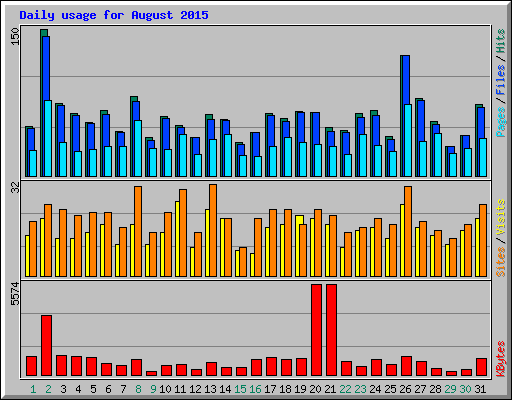 Daily usage for August 2015
150
Pages / Files / Hits
32
Sites / Visits
5574
KBytes
1 2 3 4 5 6 7 8 9 10 11 12 13 14 15 16 17 18 19 20 21 22 23 24 25 26 27 28 29 30 31